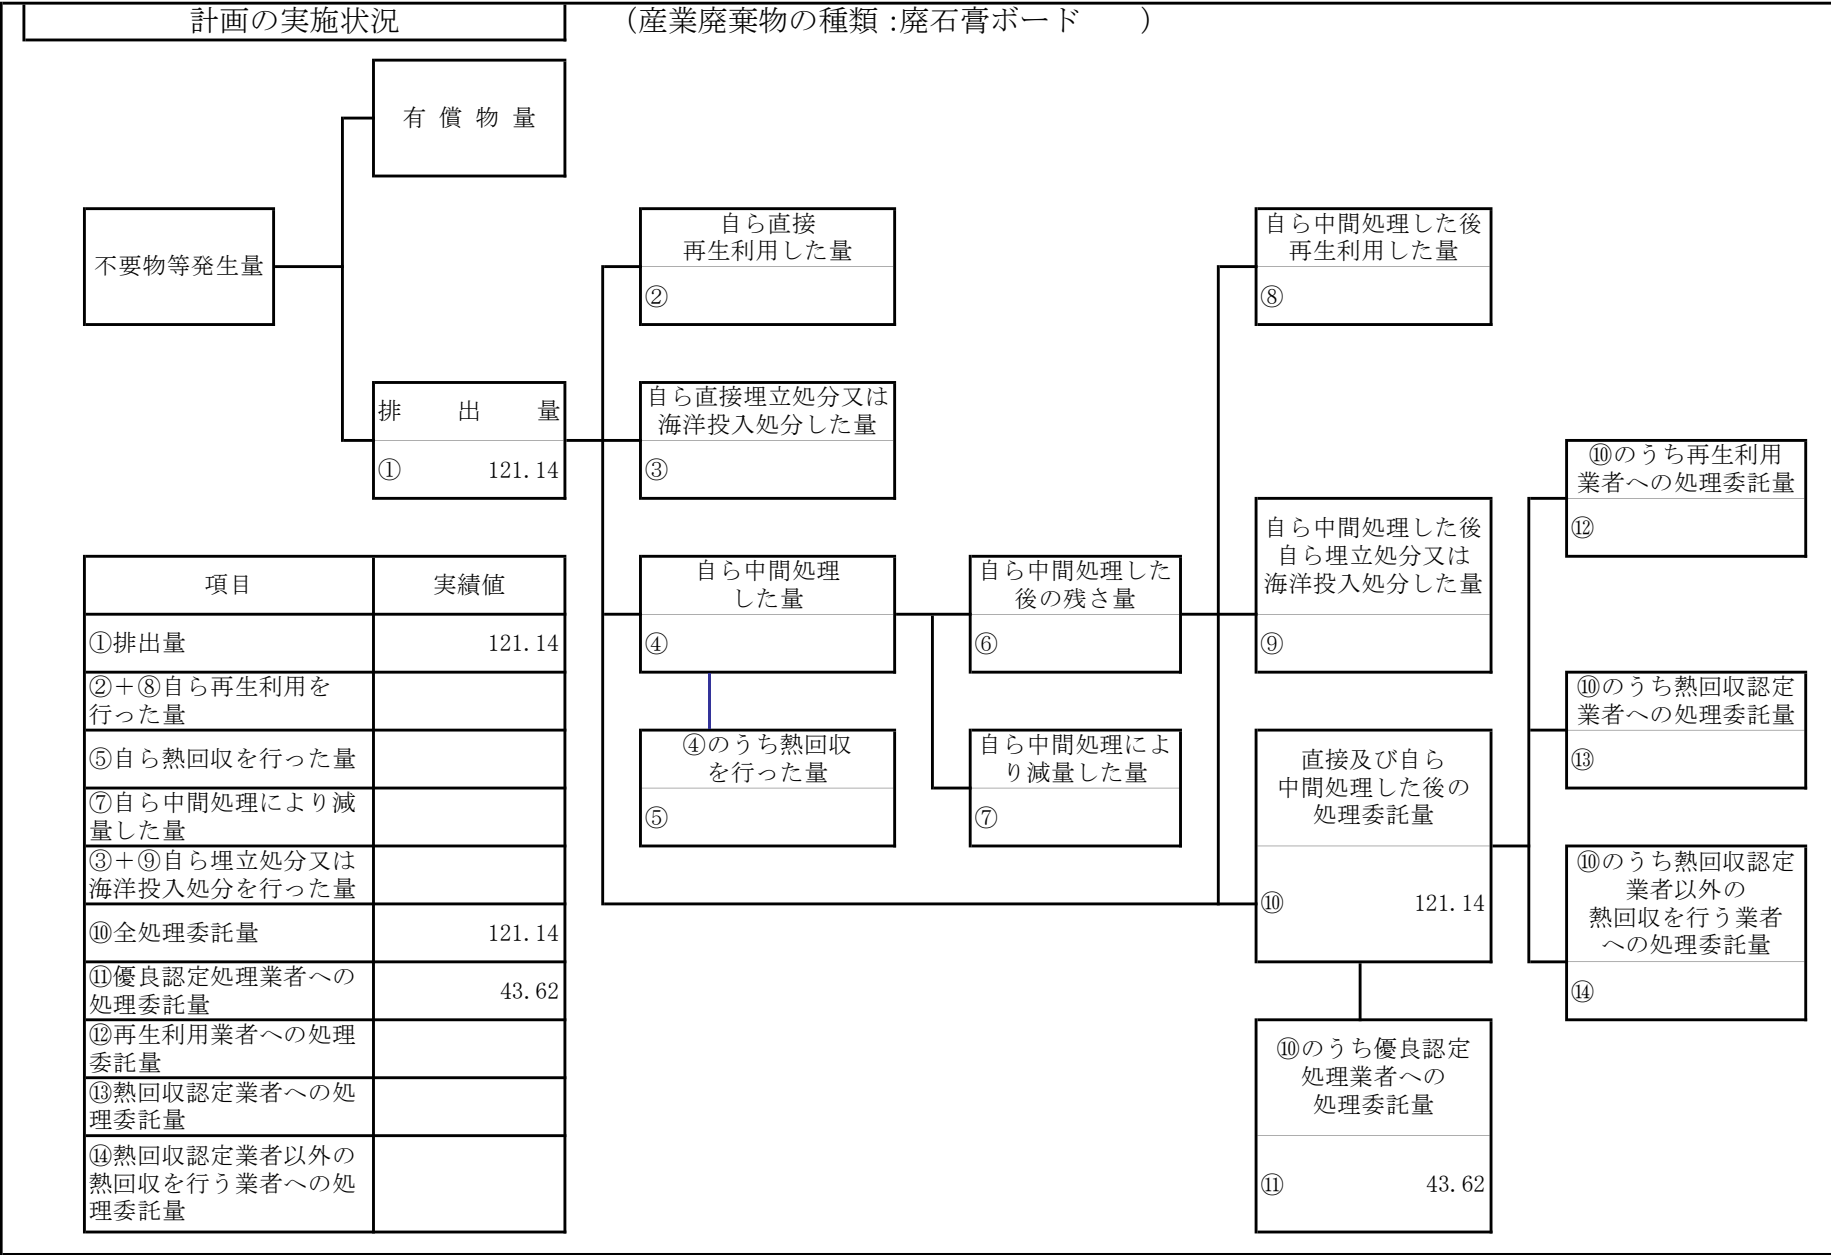 計画の実施状況
（産業廃棄物の種類：廃石膏ボード　　）
有 償 物 量
不要物等発生量
自ら直接
再生利用した量
②
自ら中間処理した後
再生利用した量
⑧
排 出 量
① 121.14
自ら直接埋立処分又は
海洋投入処分した量
③
⑩のうち再生利用
業者への処理委託量
⑫
自ら中間処理した後
自ら埋立処分又は
海洋投入処分した量
⑨
自ら中間処理
した量
④
自ら中間処理した
後の残さ量
⑥
④のうち熱回収
を行った量
⑤
自ら中間処理によ
り減量した量
⑦
⑩のうち熱回収認定
業者への処理委託量
⑬
直接及び自ら
中間処理した後の
処理委託量
⑩ 121.14
⑩のうち熱回収認定
業者以外の
熱回収を行う業者
への処理委託量
⑭
⑩のうち優良認定
処理業者への
処理委託量
⑪ 43.62
項目 実績値
①排出量 121.14
②＋⑧自ら再生利用を
行った量
⑤自ら熱回収を行った量
⑦自ら中間処理により減
量した量
③＋⑨自ら埋立処分又は
海洋投入処分を行った量
⑩全処理委託量 121.14
⑪優良認定処理業者への
処理委託量 43.62
⑫再生利用業者への処理
委託量
⑬熱回収認定業者への処
理委託量
⑭熱回収認定業者以外の
熱回収を行う業者への処
理委託量